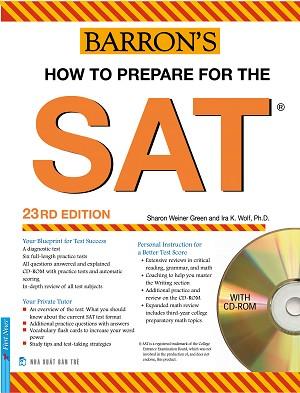 BARRON'S
HOW TO PREPARE FOR THE
SAT®
23RD EDITION
Sharon Weiner Green and Ira K. Wolf, Ph.D.
Your Blueprint for Test Success
A diagnostic test
Six full-length practice tests
All questions answered and explained
CD-ROM with practice tests and automatic
scoring
In-depth review of all test subjects
Your Private Tutor
• An overview of the test: What you should
know about the current SAT test format
• Additional practice questions with answers
• Vocabulary flash cards to increase your word
power
• Study tips and test-taking strategies
Personal Instruction for
a Better Test Score
• Extensive reviews in critical
reading, grammar, and math
• Coaching to help you master
the Writing section
• Additional practice and
review on the CD-ROM
• Expanded math review
includes third-year college
preparatory math topics.
® SAT is a registered trademark of the College
Entrance Examination Board, which was not
involved in the production of, and does not
endorse, this product.
WITH
CD-ROM
First News
NHÀ XUẤT BẢN TRẺ